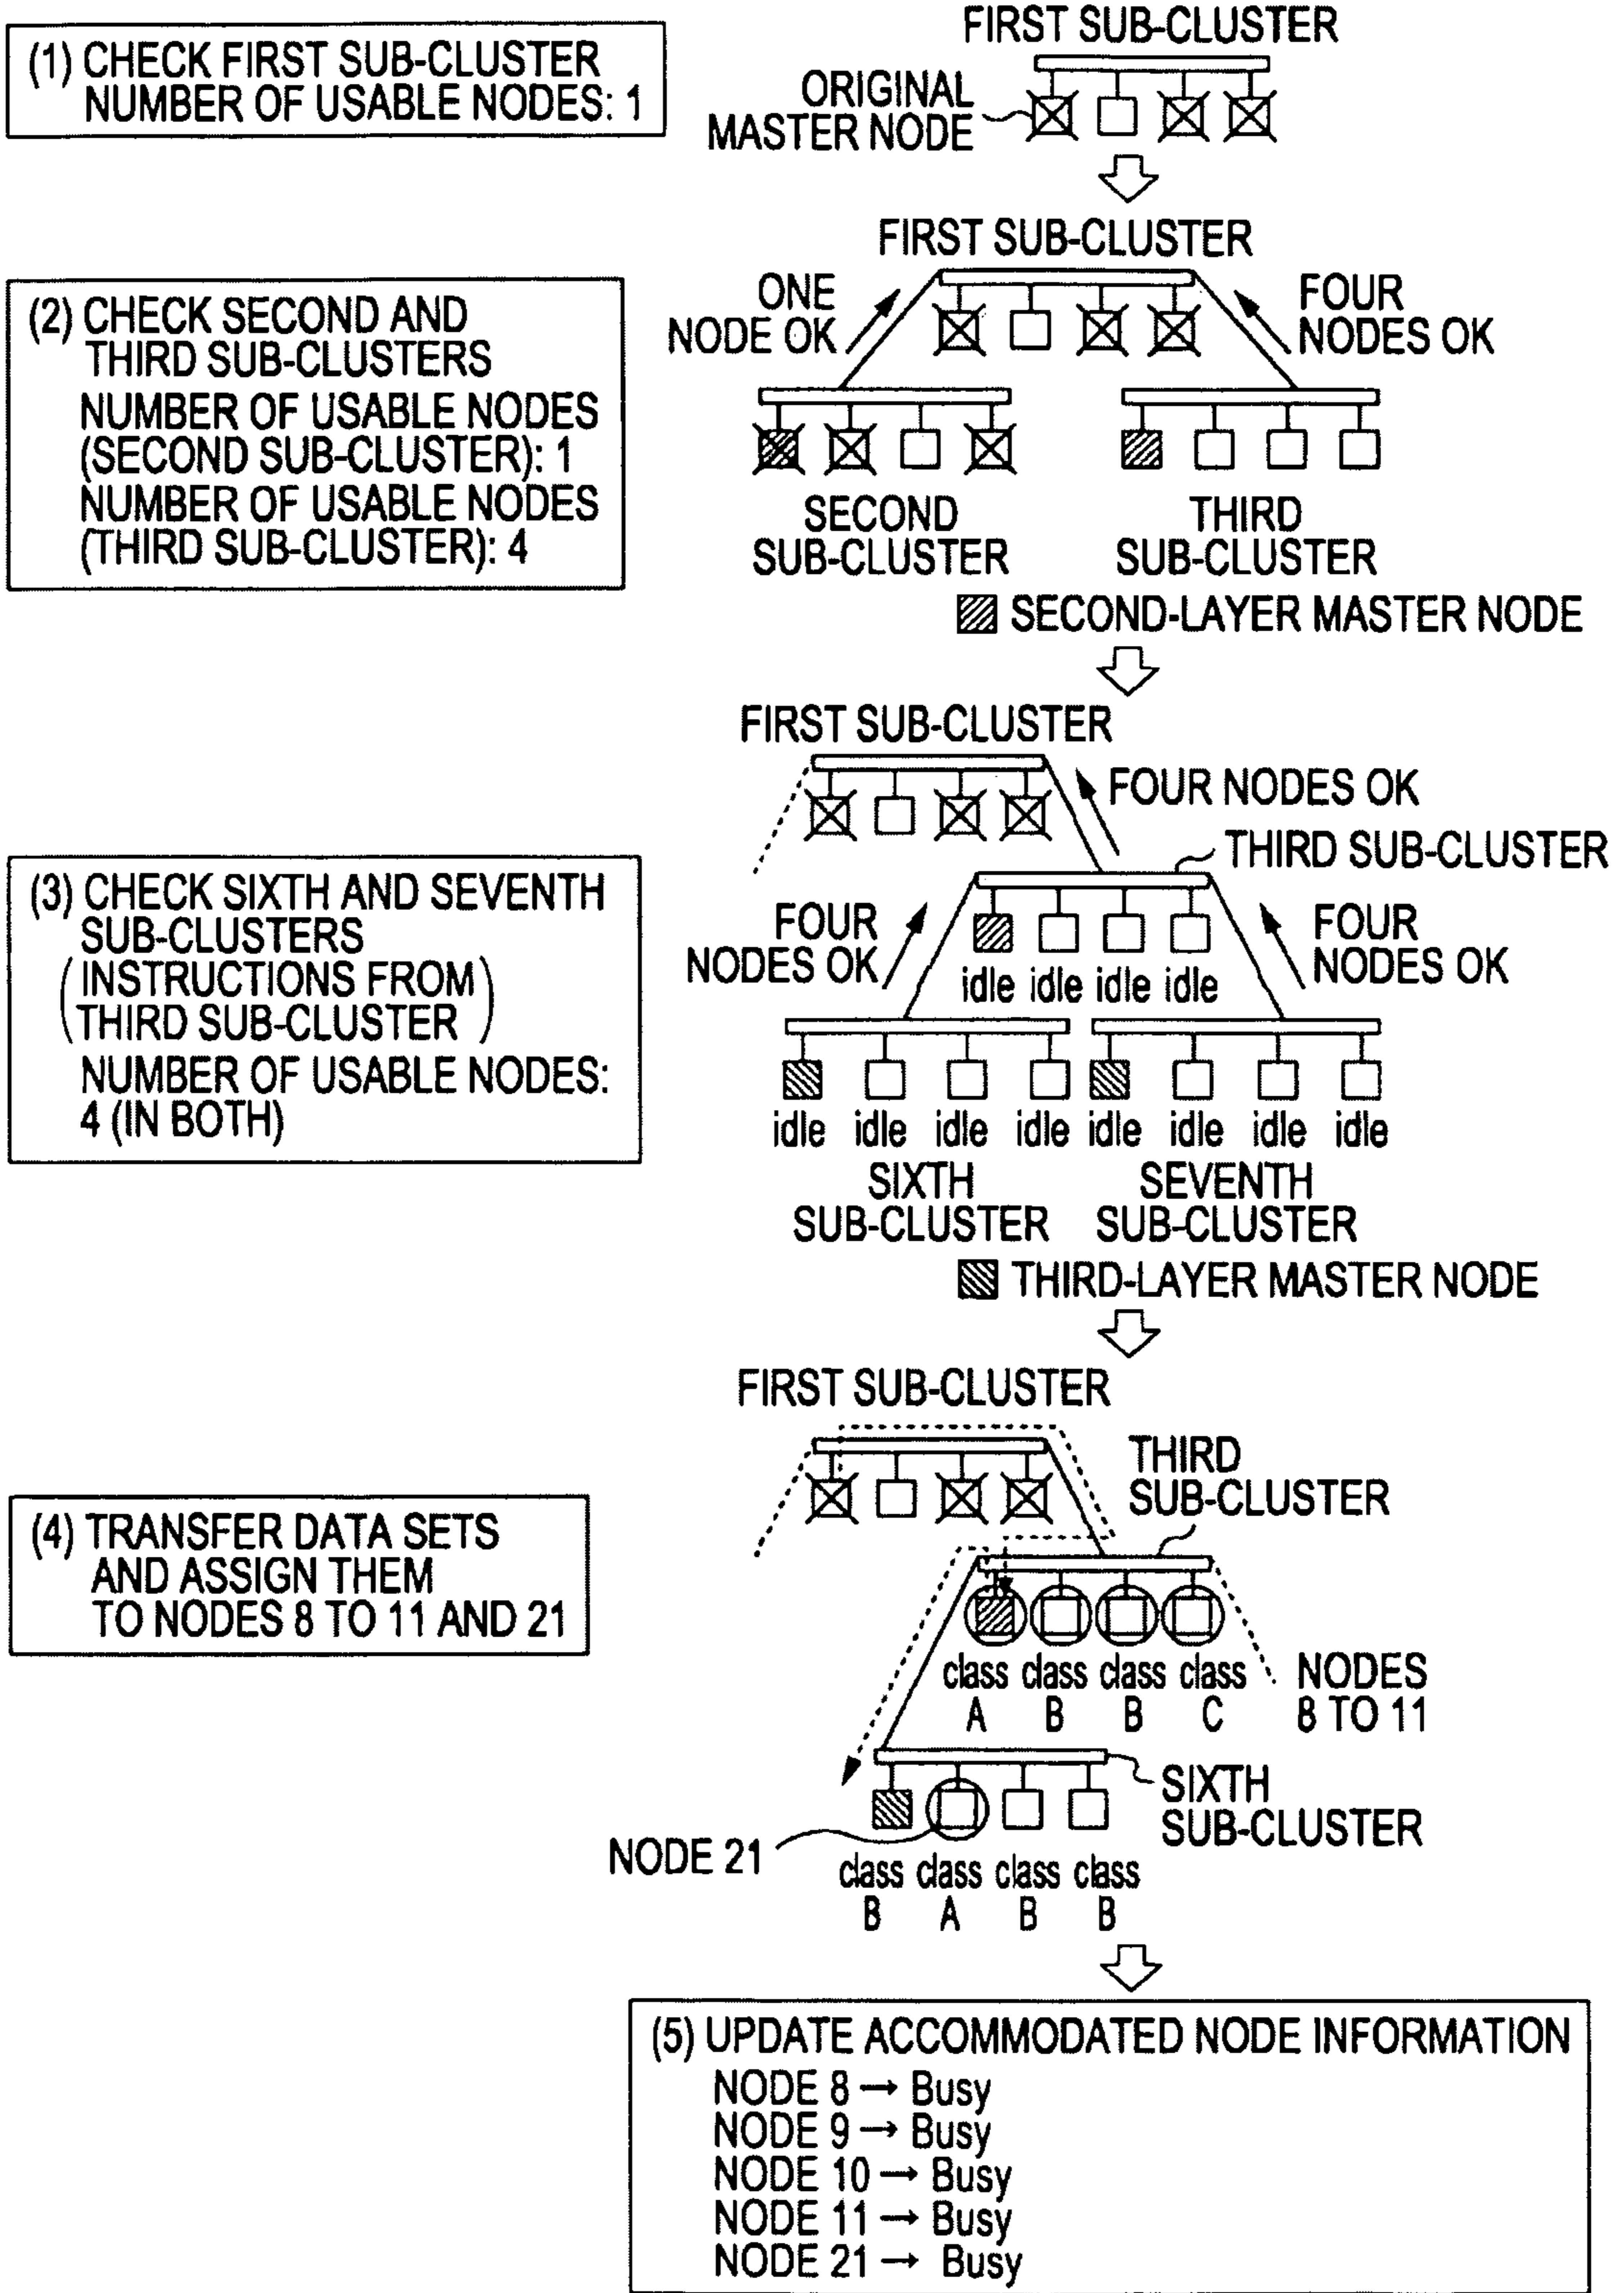 (1) CHECK FIRST SUB-CLUSTER
NUMBER OF USABLE NODES: 1
FIRST SUB-CLUSTER
ORIGINAL
MASTER NODE
FIRST SUB-CLUSTER
(2) CHECK SECOND AND
THIRD SUB-CLUSTERS
NUMBER OF USABLE NODES
(SECOND SUB-CLUSTER): 1
NUMBER OF USABLE NODES
(THIRD SUB-CLUSTER): 4
ONE
NODE OK
FOUR
NODES OK
SECOND
SUB-CLUSTER
THIRD
SUB-CLUSTER
SECOND-LAYER MASTER NODE
FIRST SUB-CLUSTER
FOUR NODES OK
THIRD SUB-CLUSTER
(3) CHECK SIXTH AND SEVENTH
SUB-CLUSTERS
(INSTRUCTIONS FROM
THIRD SUB-CLUSTER)
NUMBER OF USABLE NODES:
4 (IN BOTH)
FOUR
NODES OK
FOUR
NODES OK
idle idle idle idle
idle idle idle idle idle idle idle idle
SIXTH
SUB-CLUSTER
SEVENTH
SUB-CLUSTER
THIRD-LAYER MASTER NODE
FIRST SUB-CLUSTER
THIRD
SUB-CLUSTER
(4) TRANSFER DATA SETS
AND ASSIGN THEM
TO NODES 8 TO 11 AND 21
class class class class
A B B C
NODES
8 TO 11
SIXTH
SUB-CLUSTER
NODE 21
class class class class
B A B B
(5) UPDATE ACCOMMODATED NODE INFORMATION
NODE 8 → Busy
NODE 9 → Busy
NODE 10 → Busy
NODE 11 → Busy
NODE 21 → Busy